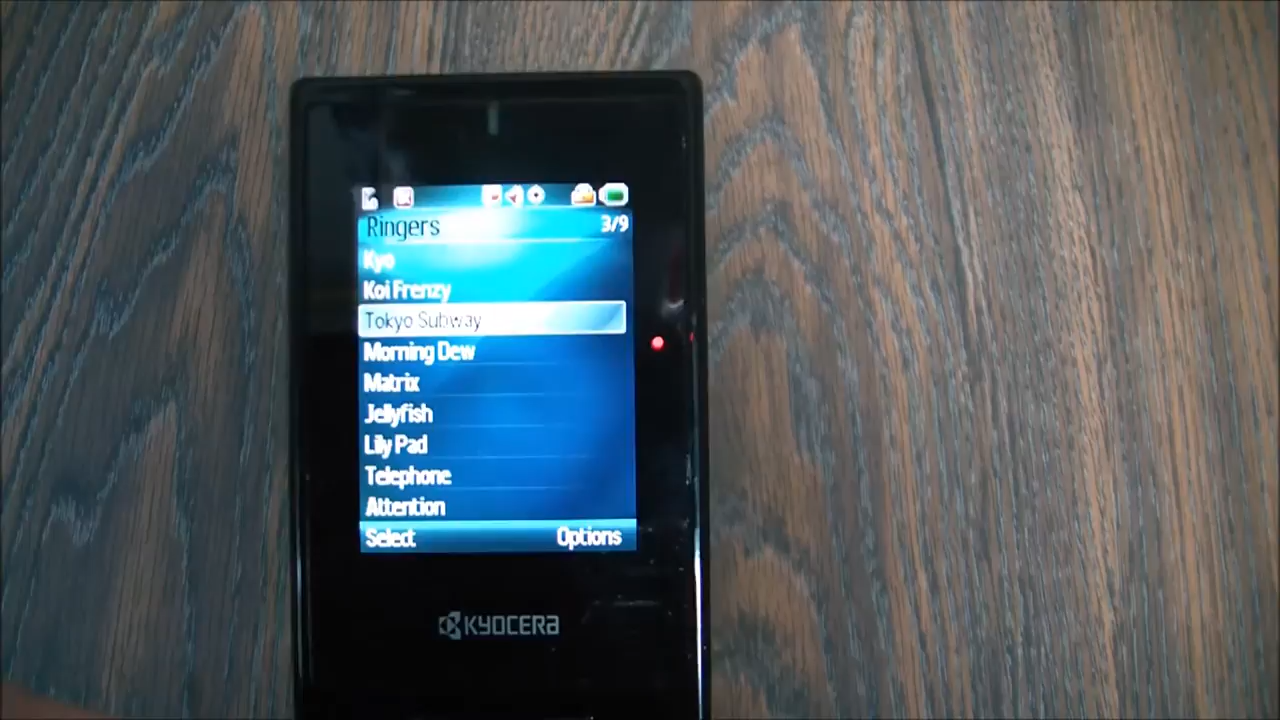 Ringers 3/9
Kyo
Koi Frenzy
Tokyo Subway
Morning Dew
Matrix
Jellyfish
Lily Pad
Telephone
Attention
Select Options
KYOCERA